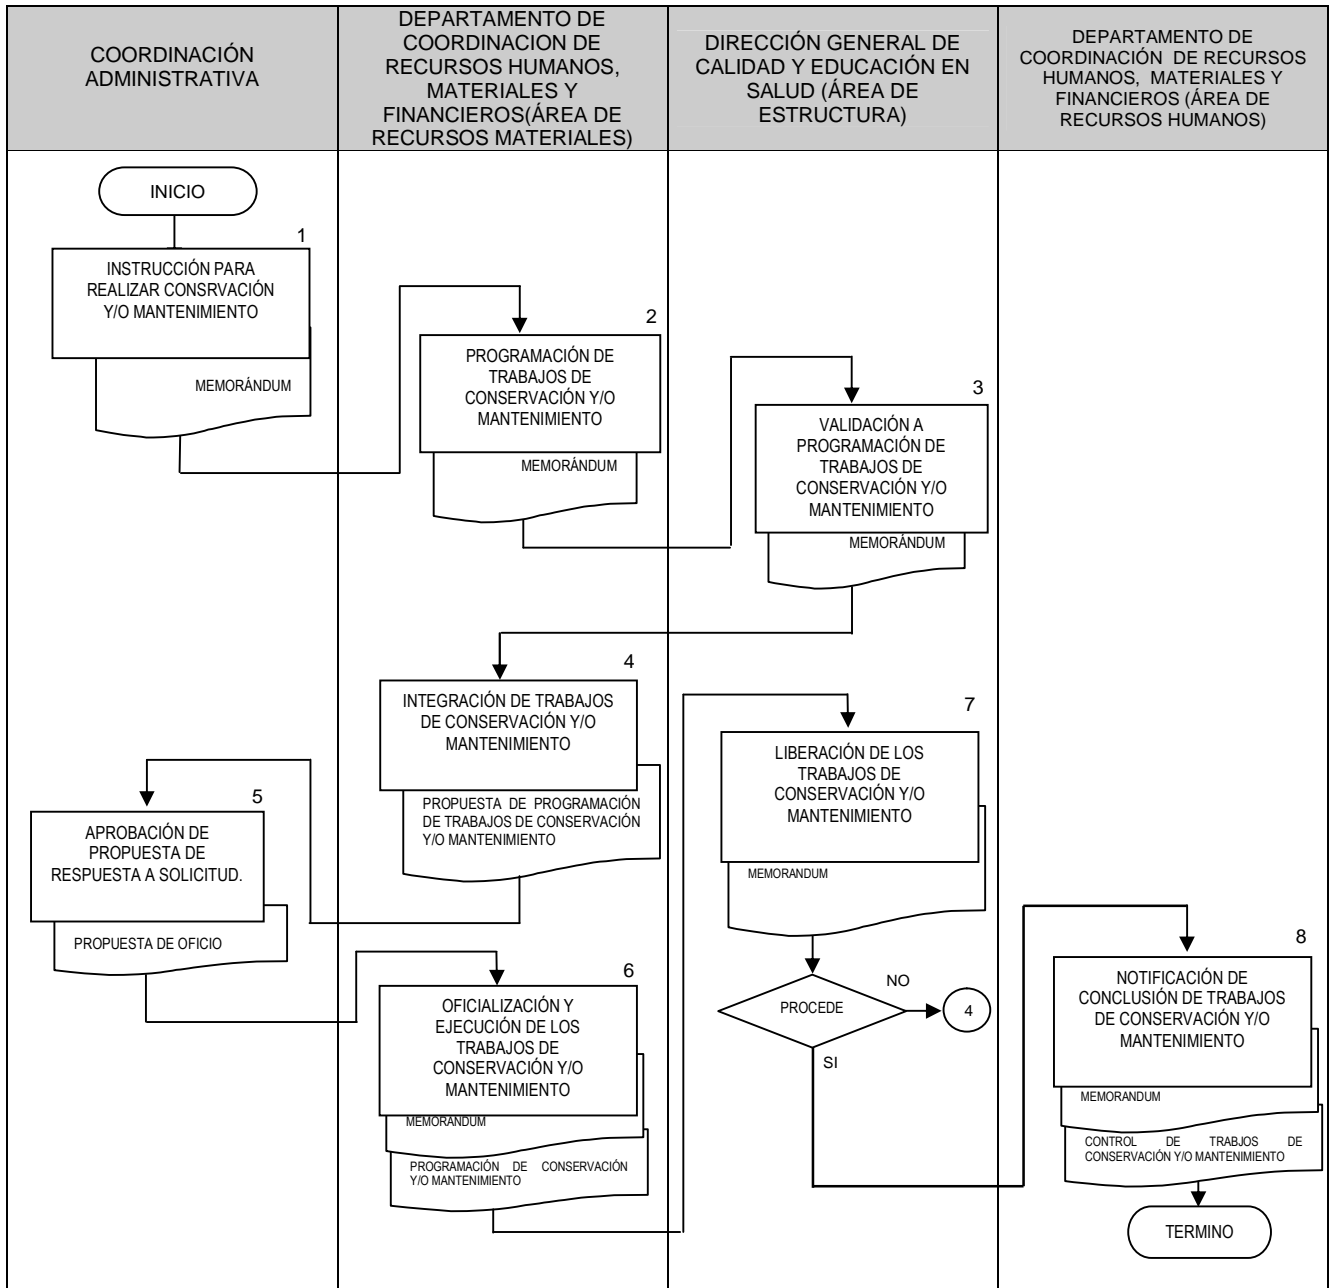 COORDINACIÓN
ADMINISTRATIVA
DEPARTAMENTO DE
COORDINACION DE
RECURSOS HUMANOS,
MATERIALES Y
FINANCIEROS(ÁREA DE
RECURSOS MATERIALES)
DIRECCIÓN GENERAL DE
CALIDAD Y EDUCACIÓN EN
SALUD (ÁREA DE
ESTRUCTURA)
DEPARTAMENTO DE
COORDINACIÓN DE RECURSOS
HUMANOS, MATERIALES Y
FINANCIEROS (ÁREA DE
RECURSOS HUMANOS)
INICIO
1
INSTRUCCIÓN PARA
REALIZAR CONSRVACIÓN
Y/O MANTENIMIENTO
MEMORÁNDUM
2
PROGRAMACIÓN DE
TRABAJOS DE
CONSERVACIÓN Y/O
MANTENIMIENTO
MEMORÁNDUM
3
VALIDACIÓN A
PROGRAMACIÓN DE
TRABAJOS DE
CONSERVACIÓN Y/O
MANTENIMIENTO
MEMORÁNDUM
4
INTEGRACIÓN DE TRABAJOS
DE CONSERVACIÓN Y/O
MANTENIMIENTO
PROPUESTA DE PROGRAMACIÓN
DE TRABAJOS DE CONSERVACIÓN
Y/O MANTENIMIENTO
5
APROBACIÓN DE
PROPUESTA DE
RESPUESTA A SOLICITUD.
PROPUESTA DE OFICIO
6
OFICIALIZACIÓN Y
EJECUCIÓN DE LOS
TRABAJOS DE
CONSERVACIÓN Y/O
MANTENIMIENTO
MEMORANDUM
PROGRAMACIÓN DE CONSERVACIÓN
Y/O MANTENIMIENTO
7
LIBERACIÓN DE LOS
TRABAJOS DE
CONSERVACIÓN Y/O
MANTENIMIENTO
MEMORANDUM
PROCEDE
NO
4
SI
8
NOTIFICACIÓN DE
CONCLUSIÓN DE TRABAJOS
DE CONSERVACIÓN Y/O
MANTENIMIENTO
MEMORANDUM
CONTROL DE TRABJOS DE
CONSERVACIÓN Y/O MANTENIMIENTO
TERMINO